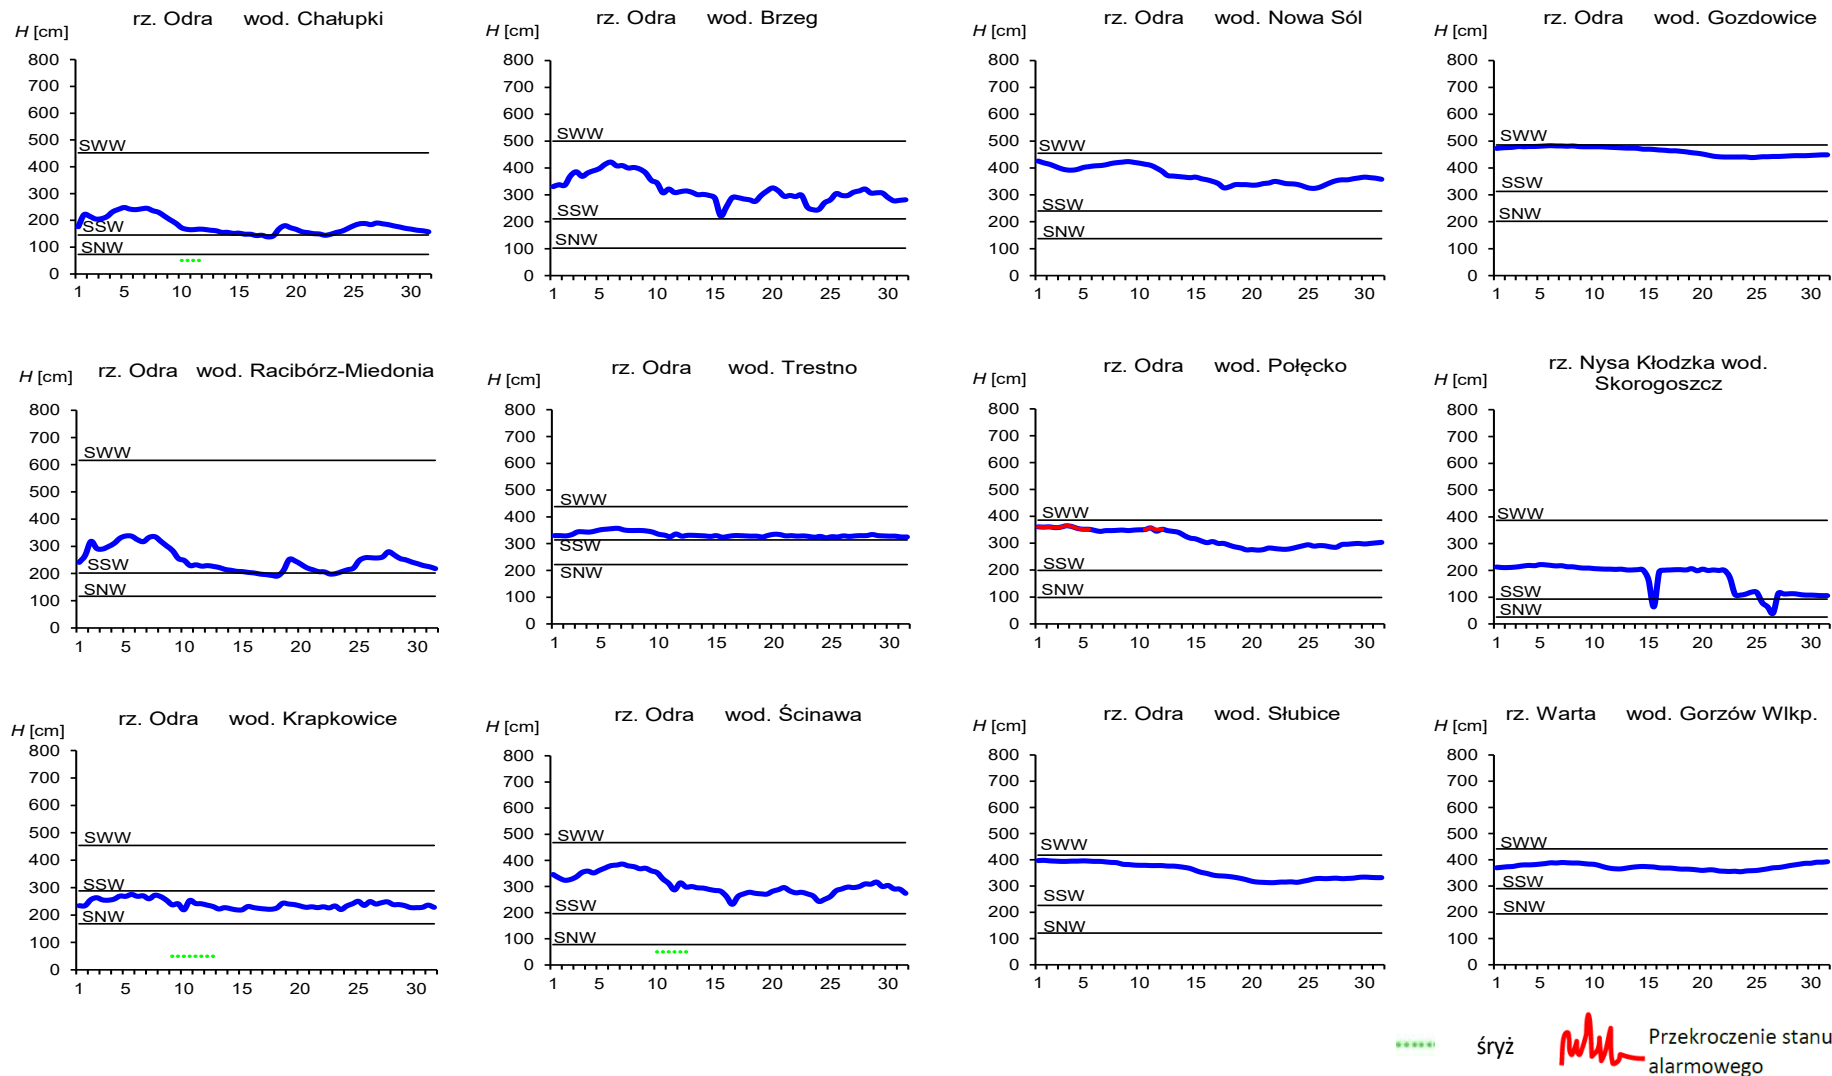 rz. Odra wod. Chałupki
H [cm]
800
700
600
500
400
300
200
100
0
SWW
SSW
SNW
1 5 10 15 20 25 30
rz. Odra wod. Brzeg
H [cm]
800
700
600
500
400
300
200
100
0
SWW
SSW
SNW
1 5 10 15 20 25 30
rz. Odra wod. Nowa Sól
H [cm]
800
700
600
500
400
300
200
100
0
SWW
SSW
SNW
1 5 10 15 20 25 30
rz. Odra wod. Gozdowice
H [cm]
800
700
600
500
400
300
200
100
0
SWW
SSW
SNW
1 5 10 15 20 25 30
rz. Odra wod. Racibórz-Miedonia
H [cm]
800
700
600
500
400
300
200
100
0
SWW
SSW
SNW
1 5 10 15 20 25 30
rz. Odra wod. Trestno
H [cm]
800
700
600
500
400
300
200
100
0
SWW
SSW
SNW
1 5 10 15 20 25 30
rz. Odra wod. Połęcko
H [cm]
800
700
600
500
400
300
200
100
0
SWW
SSW
SNW
1 5 10 15 20 25 30
rz. Nysa Kłodzka wod.
Skorogoszcz
H [cm]
800
700
600
500
400
300
200
100
0
SWW
SSW
SNW
1 5 10 15 20 25 30
rz. Odra wod. Krapkowice
H [cm]
800
700
600
500
400
300
200
100
0
SWW
SSW
SNW
1 5 10 15 20 25 30
rz. Odra wod. Ścinawa
H [cm]
800
700
600
500
400
300
200
100
0
SWW
SSW
SNW
1 5 10 15 20 25 30
rz. Odra wod. Słubice
H [cm]
800
700
600
500
400
300
200
100
0
SWW
SSW
SNW
1 5 10 15 20 25 30
rz. Warta wod. Gorzów Wlkp.
H [cm]
800
700
600
500
400
300
200
100
0
SWW
SSW
SNW
1 5 10 15 20 25 30
śryż
Przekroczenie stanu
alarmowego